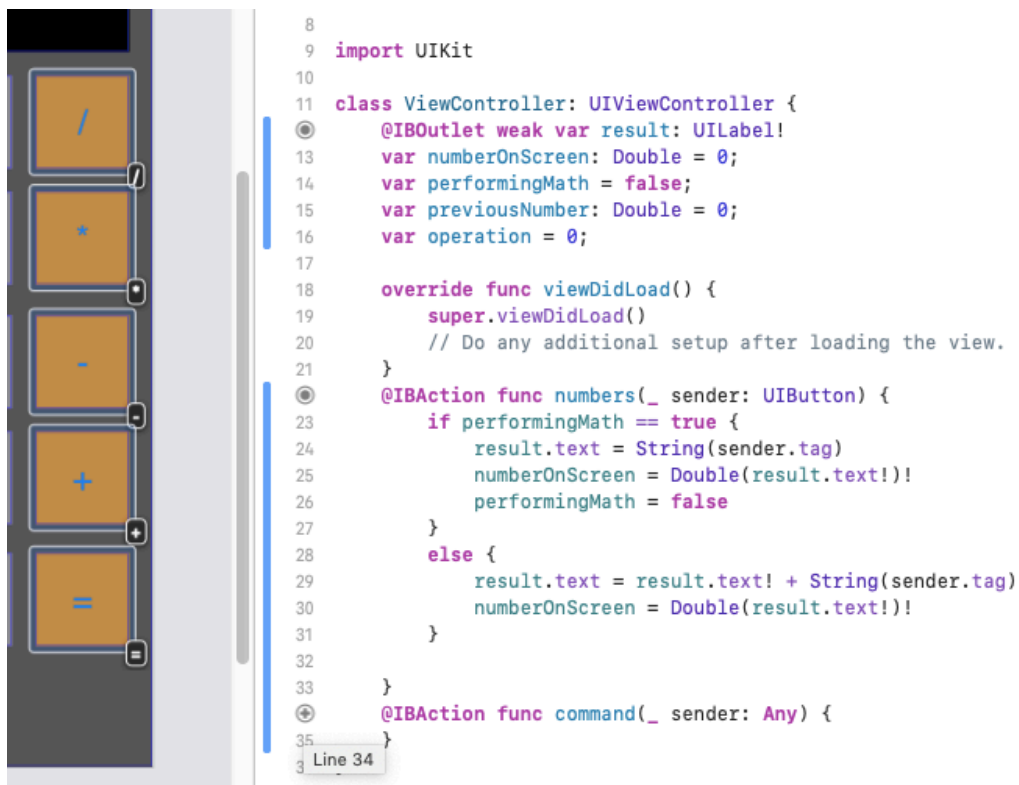 /
/
*
*
-
-
+
+
=
=
8
9 import UIKit
10
11 class ViewController: UIViewController {
@IBOutlet weak var result: UILabel!
13 var numberOnScreen: Double = 0;
14 var performingMath = false;
15 var previousNumber: Double = 0;
16 var operation = 0;
17
18 override func viewDidLoad() {
19 super.viewDidLoad()
20 // Do any additional setup after loading the view.
21 }
@IBAction func numbers(_ sender: UIButton) {
23 if performingMath == true {
24 result.text = String(sender.tag)
25 numberOnScreen = Double(result.text!)!
26 performingMath = false
27 }
28 else {
29 result.text = result.text! + String(sender.tag)
30 numberOnScreen = Double(result.text!)!
31 }
32
33 }
@IBAction func command(_ sender: Any) {
35 }
Line 34